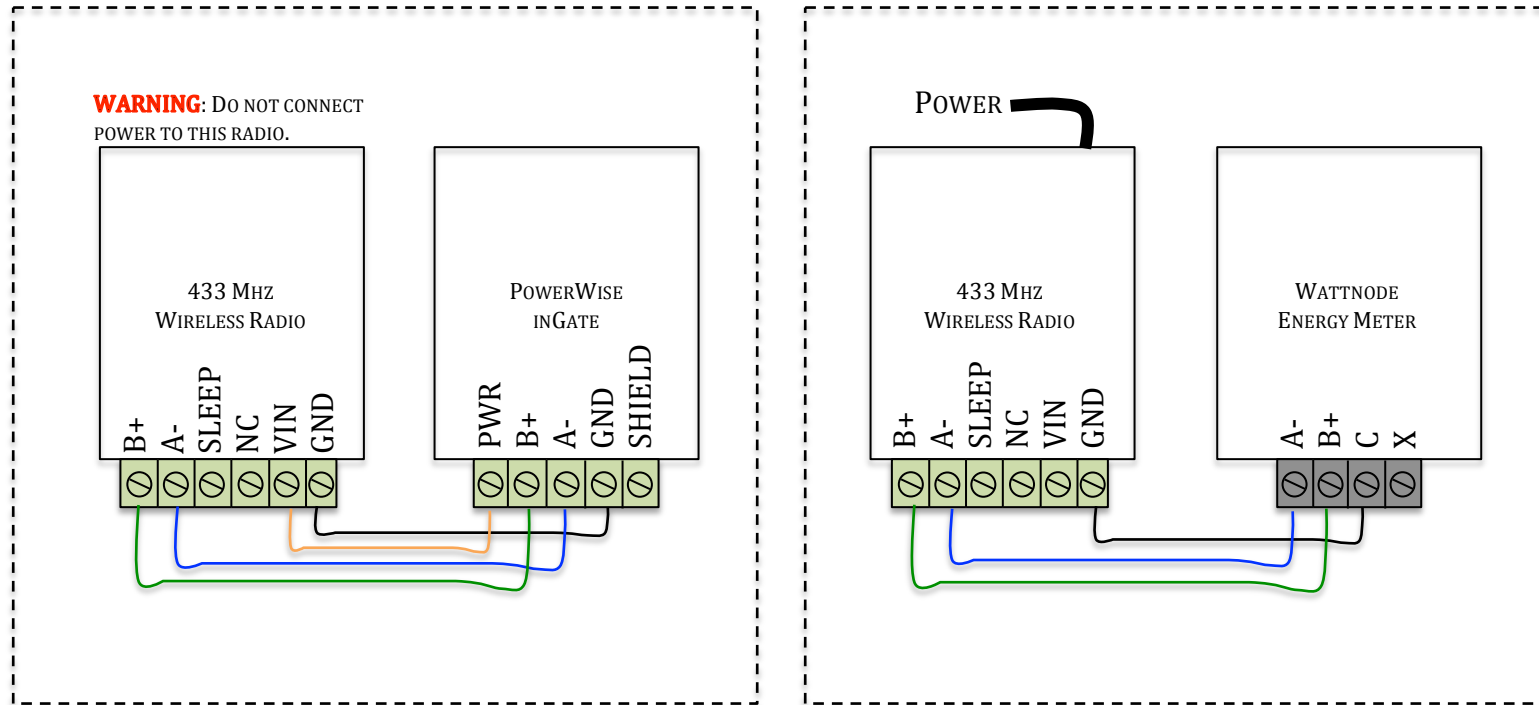 WARNING: DO NOT CONNECT
POWER TO THIS RADIO.
433 MHZ
WIRELESS RADIO
B+
A-
SLEEP
NC
VIN
GND
POWERWISE
INGATE
PWR
B+
A-
GND
SHIELD
POWER
433 MHZ
WIRELESS RADIO
B+
A-
SLEEP
NC
VIN
GND
WATTNODE
ENERGY METER
A-
B+
C
X